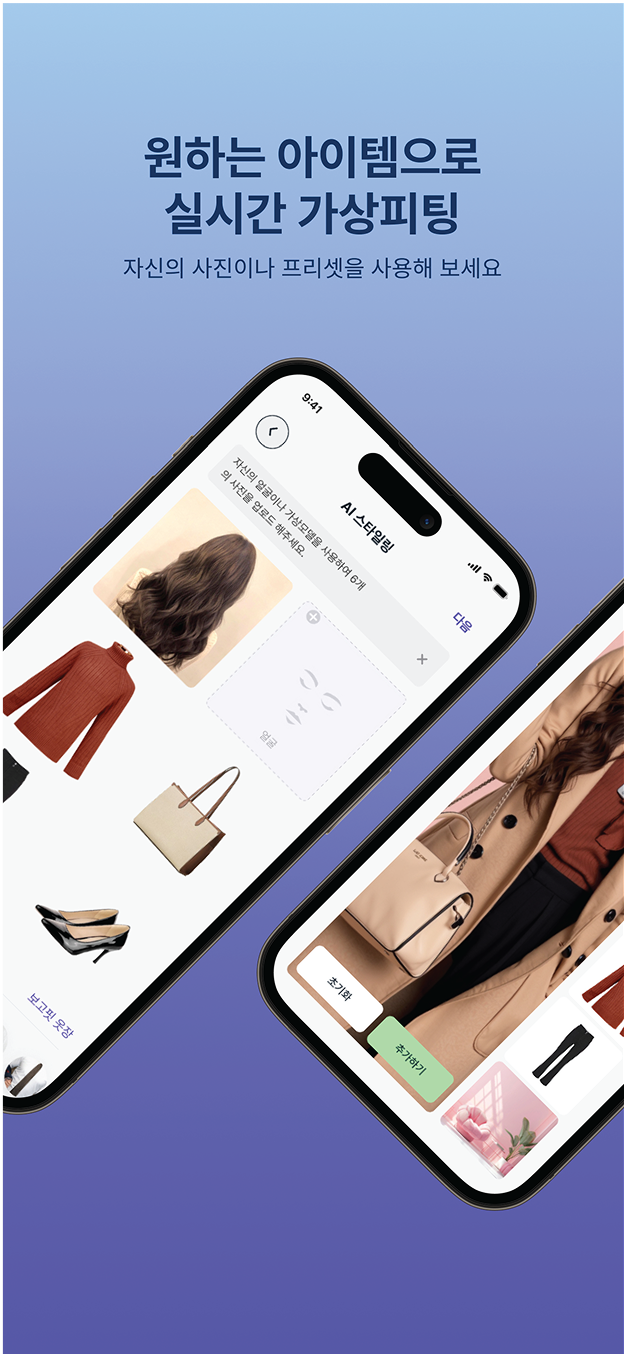 원하는 아이템으로
실시간 가상피팅
자신의 사진이나 프리셋을 사용해 보세요
9:41
AI 스타일링
다음
자신의 얼굴이나 가상모델을 사용하여 6개
의 사진을 업로드 해주세요.
얼굴
보고핏 옷장
초기화
추가하기